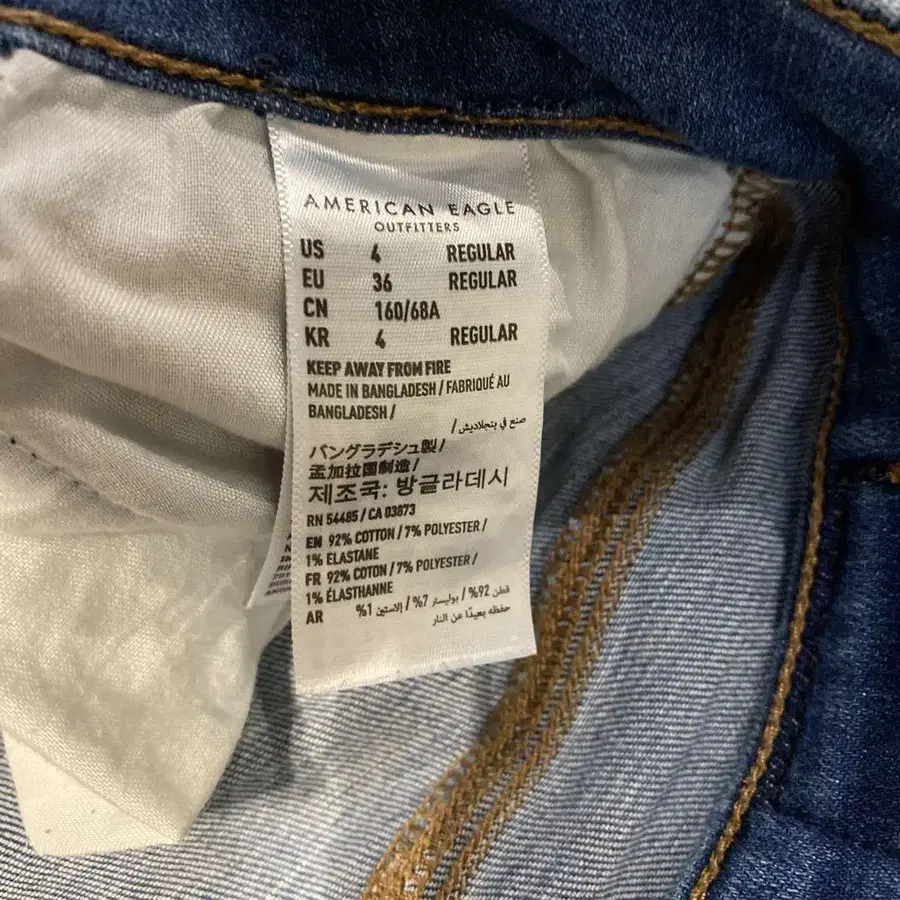 AMERICAN EAGLE
OUTFITTERS
US 4 REGULAR
EU 36 REGULAR
CN 160/68A
KR 4 REGULAR
KEEP AWAY FROM FIRE
MADE IN BANGLADESH / FABRIQUÉ AU
BANGLADESH /
صنع في بنجلاديش /
バングラデシュ製 /
孟加拉国制造 /
제조국: 방글라데시
RN 54485 / CA 03873
EN 92% COTTON / 7% POLYESTER /
1% ELASTANE
FR 92% COTON / 7% POLYESTER /
1% ÉLASTHANNE
AR قطن 92% / بوليستر 7% / إلاستين 1%
حفظه بعيدًا عن النار